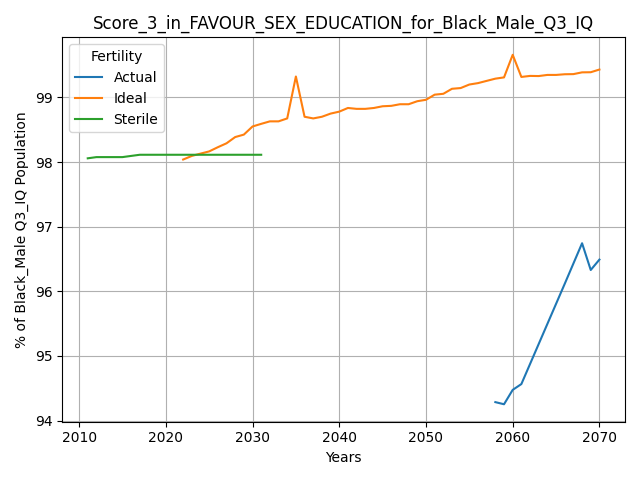 Score_3_in_FAVOUR_SEX_EDUCATION_for_Black_Male_Q3_IQ
Fertility
Actual
Ideal
Sterile
% of Black_Male Q3_IQ Population
99
98
97
96
95
94
2010 2020 2030 2040 2050 2060 2070
Years